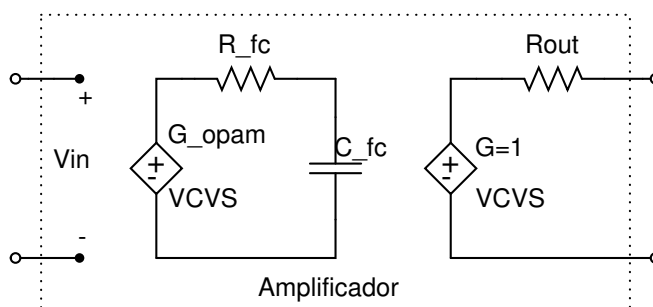 R_fc
Rout
+
G_opam
C_fc
G=1
Vin
+
-
+
-
VCVS
VCVS
-
Amplificador